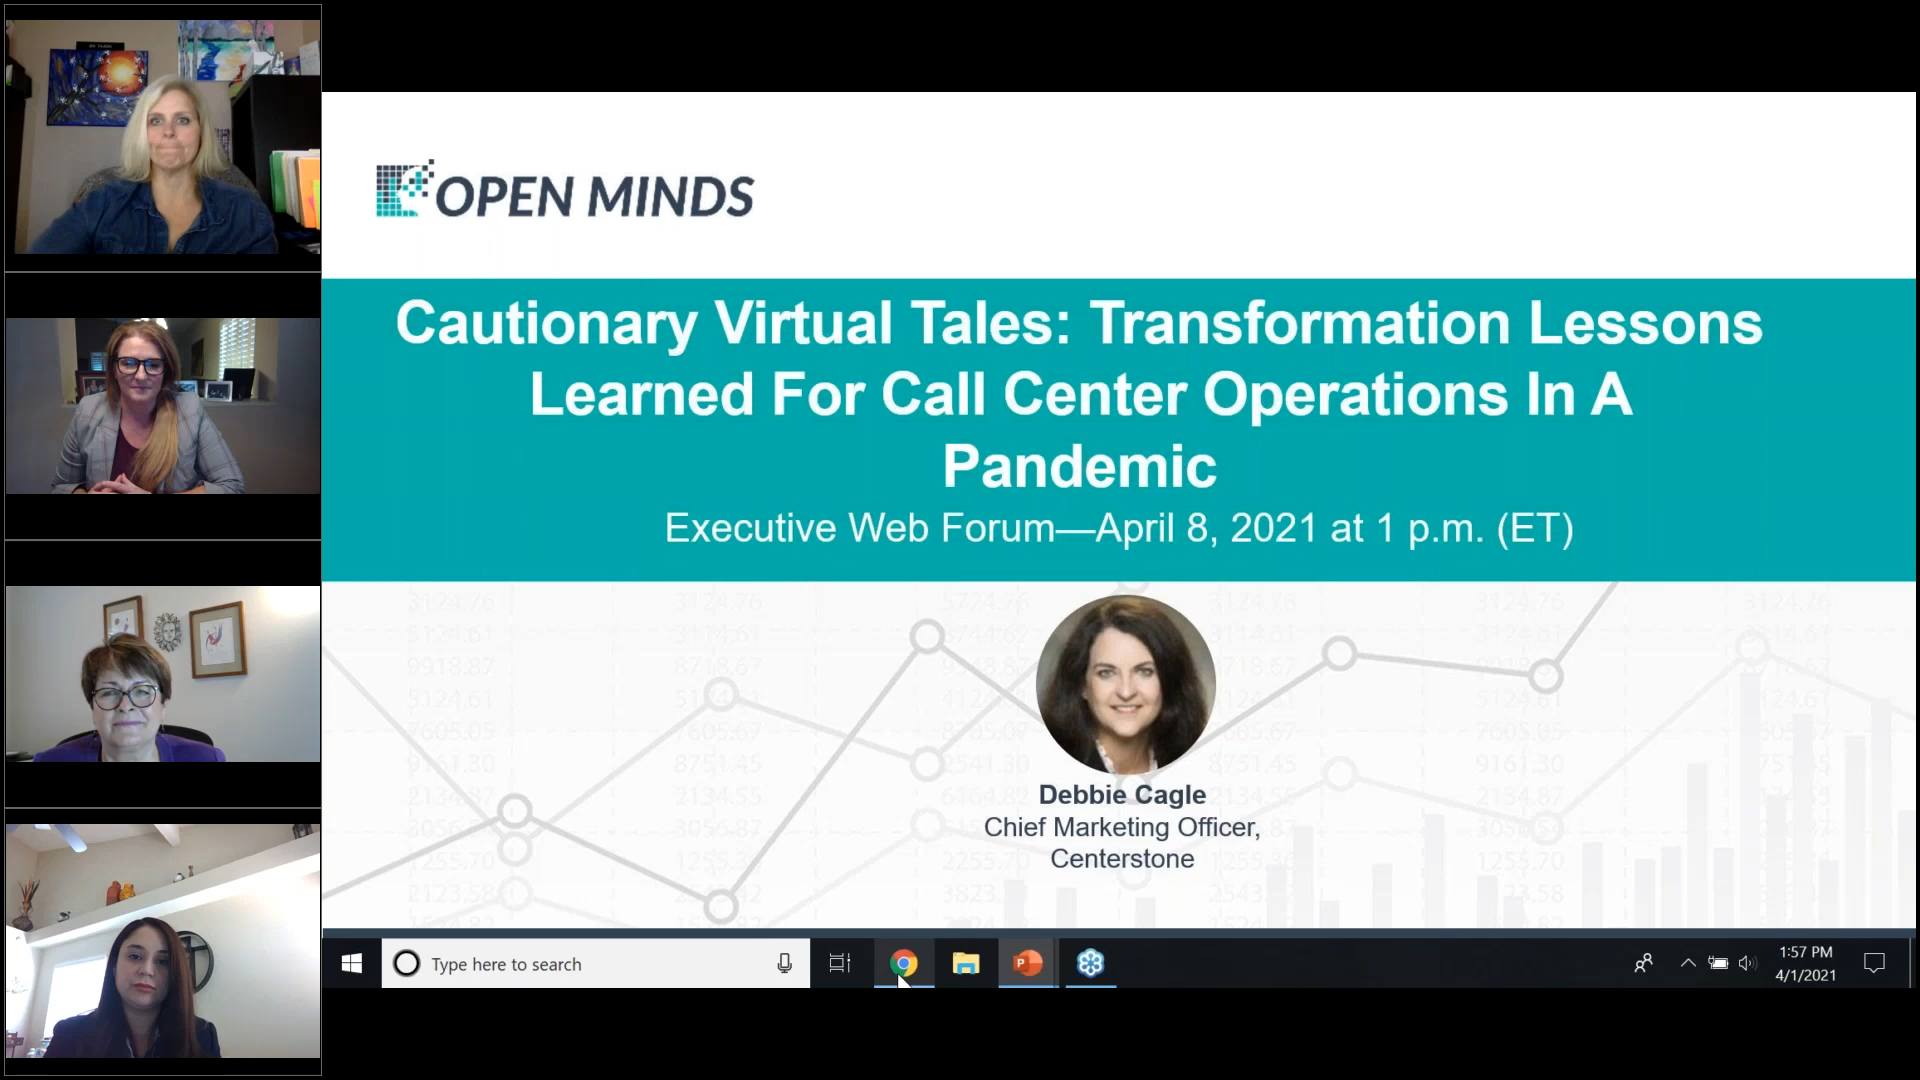 OPEN MINDS
Cautionary Virtual Tales: Transformation Lessons
Learned For Call Center Operations In A
Pandemic
Executive Web Forum—April 8, 2021 at 1 p.m. (ET)
Debbie Cagle
Chief Marketing Officer,
Centerstone
Type here to search
1:57 PM
4/1/2021